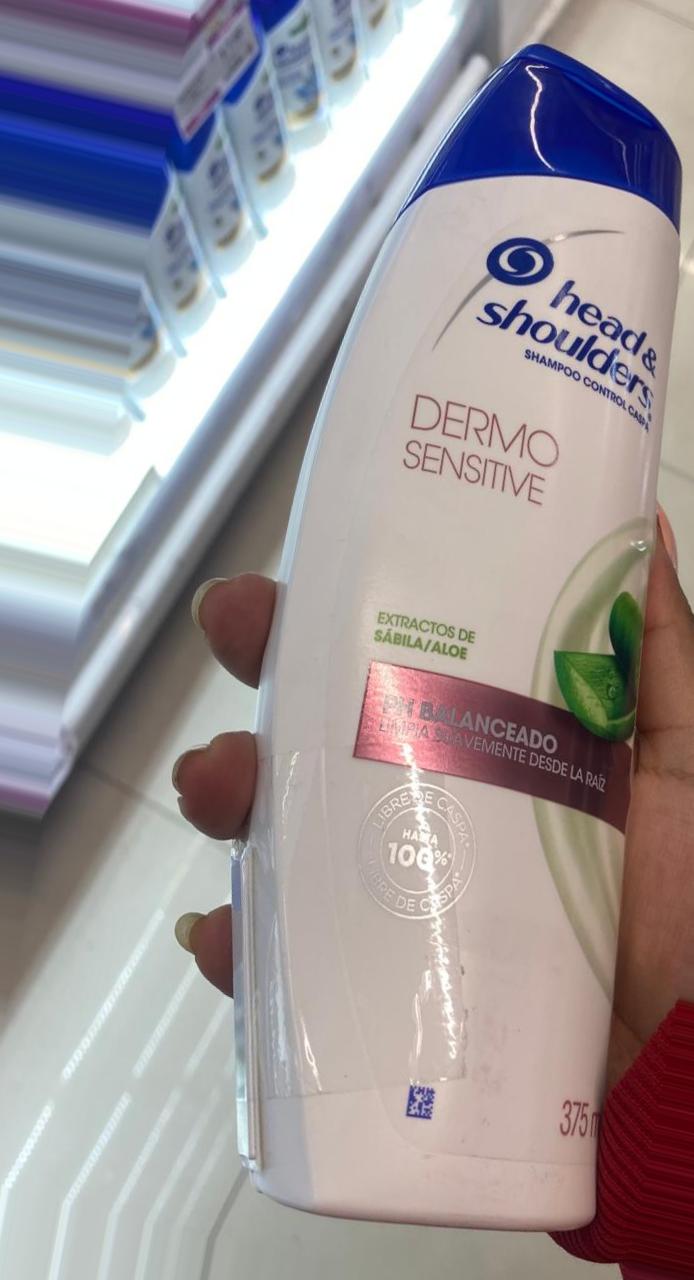 head &
shoulders
SHAMPOO CONTROL CASPA
DERMO
SENSITIVE
EXTRACTOS DE
SÁBILA/ALOE
PH BALANCEADO
LIMPIA SUAVEMENTE DESDE LA RAÍZ
LIBRE DE CASPA*
HASTA
100%*
LIBRE DE CASPA*
375 m